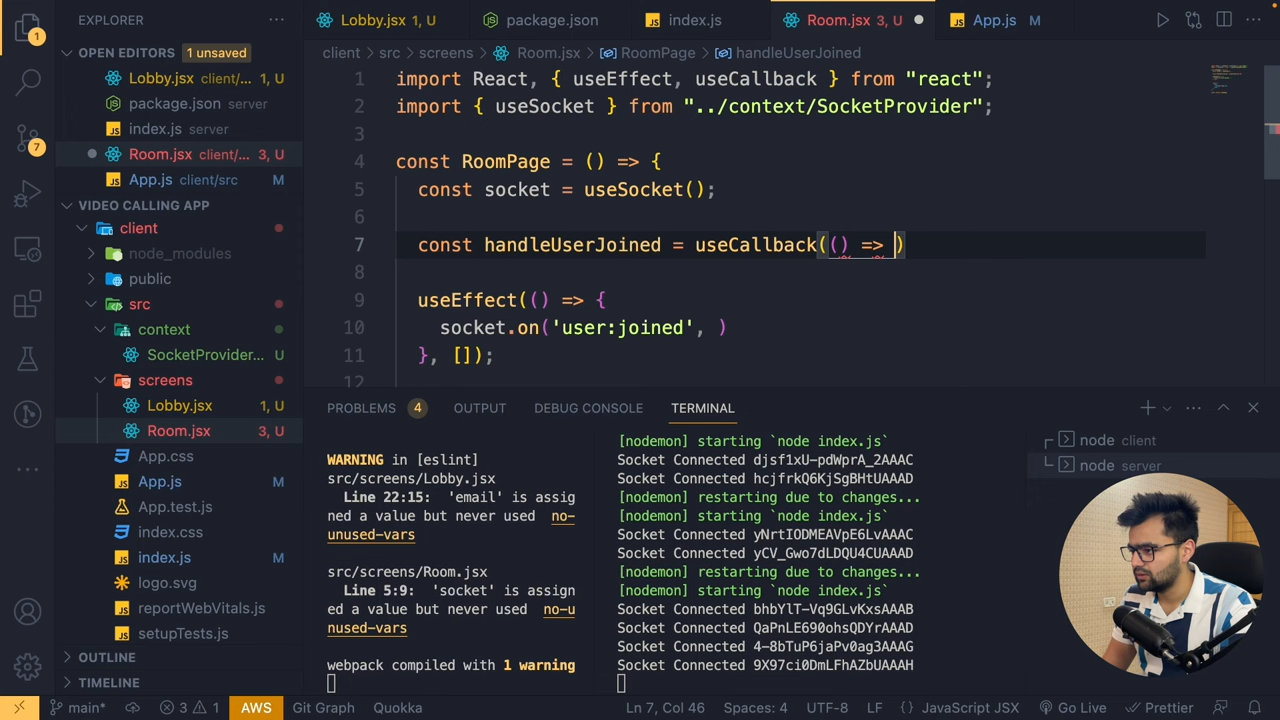 EXPLORER
OPEN EDITORS 1 unsaved
Lobby.jsx client/... 1, U
package.json server
index.js server
Room.jsx client/... 3, U
App.js client/src M
VIDEO CALLING APP
client
node_modules
public
src
context
SocketProvider... U
screens
Lobby.jsx 1, U
Room.jsx 3, U
App.css
App.js M
App.test.js
index.css
index.js M
logo.svg
reportWebVitals.js
setupTests.js
OUTLINE
TIMELINE
1
7
Lobby.jsx 1, U package.json index.js Room.jsx 3, U App.js M
client > src > screens > Room.jsx > RoomPage > handleUserJoined
1 import React, { useEffect, useCallback } from "react";
2 import { useSocket } from "../context/SocketProvider";
3
4 const RoomPage = () => {
5 const socket = useSocket();
6
7 const handleUserJoined = useCallback(() => )
8
9 useEffect(() => {
10 socket.on('user:joined', )
11 }, []);
12
PROBLEMS 4 OUTPUT DEBUG CONSOLE TERMINAL
WARNING in [eslint]
src/screens/Lobby.jsx
Line 22:15: 'email' is assig
ned a value but never used no-
unused-vars
src/screens/Room.jsx
Line 5:9: 'socket' is assign
ed a value but never used no-u
nused-vars
webpack compiled with 1 warning
[nodemon] starting `node index.js`
Socket Connected djsf1xU-pdWprA_2AAAC
Socket Connected hcjfrkQ6KjSgBHtUAAAD
[nodemon] restarting due to changes...
[nodemon] starting `node index.js`
Socket Connected yNrtIODMEAVpE6LvAAAC
Socket Connected yCV_Gwo7dLDQU4CUAAAD
[nodemon] restarting due to changes...
[nodemon] starting `node index.js`
Socket Connected bhbYlT-Vq9GLvKxsAAAB
Socket Connected QaPnLE690ohsQDYrAAAD
Socket Connected 4-8bTuP6jaPv0ag3AAAG
Socket Connected 9X97ci0DmLFhAZbUAAAH
node client
node server
main* 3 1 AWS Git Graph Quokka Ln 7, Col 46 Spaces: 4 UTF-8 LF JavaScript JSX Go Live Prettier